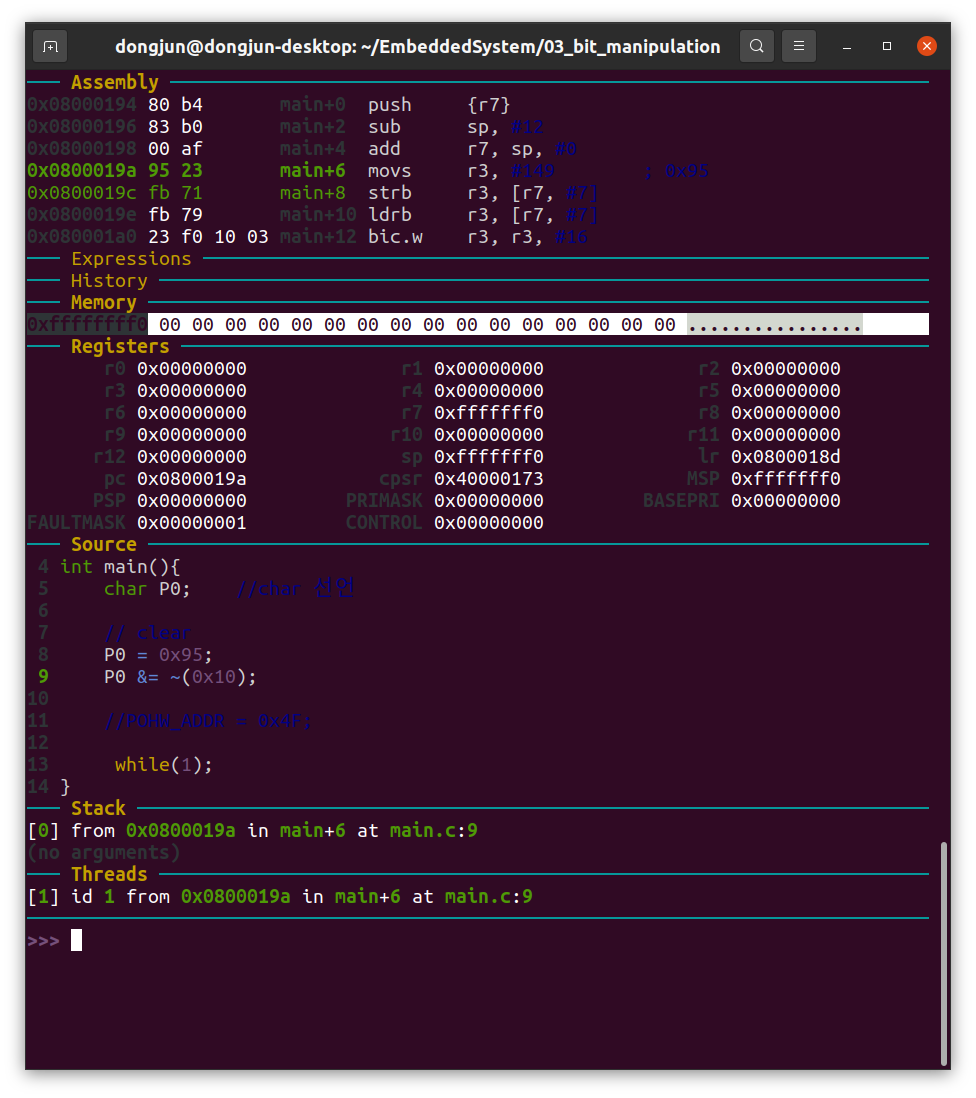 dongjun@dongjun-desktop: ~/EmbeddedSystem/03_bit_manipulation
Assembly
0x08000194 80 b4 main+0 push {r7}
0x08000196 83 b0 main+2 sub sp, #12
0x08000198 00 af main+4 add r7, sp, #0
0x0800019a 95 23 main+6 movs r3, #149 ; 0x95
0x0800019c fb 71 main+8 strb r3, [r7, #7]
0x0800019e fb 79 main+10 ldrb r3, [r7, #7]
0x080001a0 23 f0 10 03 main+12 bic.w r3, r3, #16
Expressions
History
Memory
0xfffffff0 00 00 00 00 00 00 00 00 00 00 00 00 00 00 00 00 ................
Registers
r0 0x00000000 r1 0x00000000 r2 0x00000000
r3 0x00000000 r4 0x00000000 r5 0x00000000
r6 0x00000000 r7 0xfffffff0 r8 0x00000000
r9 0x00000000 r10 0x00000000 r11 0x00000000
r12 0x00000000 sp 0xfffffff0 lr 0x0800018d
pc 0x0800019a cpsr 0x40000173 MSP 0xfffffff0
PSP 0x00000000 PRIMASK 0x00000000 BASEPRI 0x00000000
FAULTMASK 0x00000001 CONTROL 0x00000000
Source
4 int main(){
5 char P0; //char 선언
6
7 // clear
8 P0 = 0x95;
9 P0 &= ~(0x10);
10
11 //P0HW_ADDR = 0x4F;
12
13 while(1);
14 }
Stack
[0] from 0x0800019a in main+6 at main.c:9
(no arguments)
Threads
[1] id 1 from 0x0800019a in main+6 at main.c:9
>>>